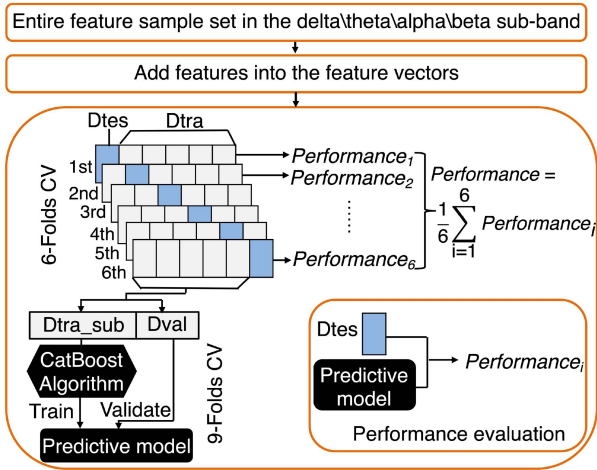 Entire feature sample set in the delta\theta\alpha\beta sub-band
Add features into the feature vectors
Dtes
Dtra
6-Folds CV
1st
2nd
3rd
4th
5th
6th
Performance1
Performance2
......
Performance6
Performance =
1/6 6∑i=1 Performancei
Dtra_sub
Dval
CatBoost
Algorithm
Train
Validate
Predictive model
9-Folds CV
Dtes
Predictive
model
Performancei
Performance evaluation